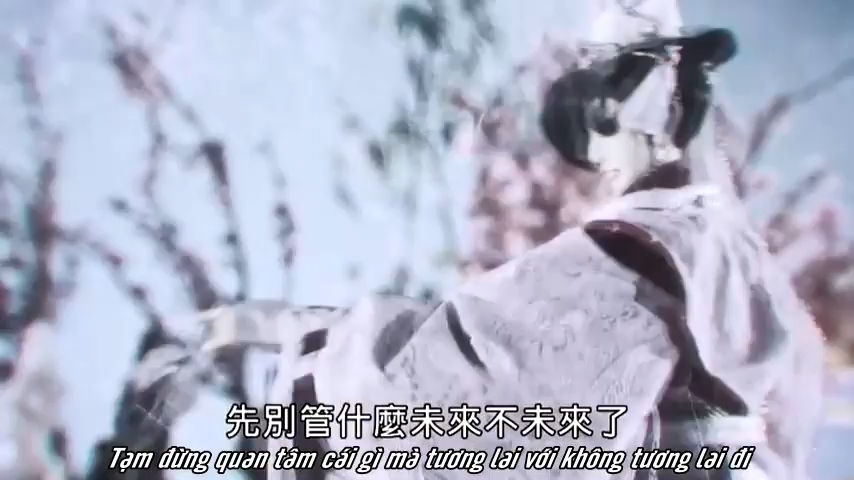 先別管什麼未來不未來了
Tạm đừng quan tâm cái gì mà tương lai với không tương lai đi